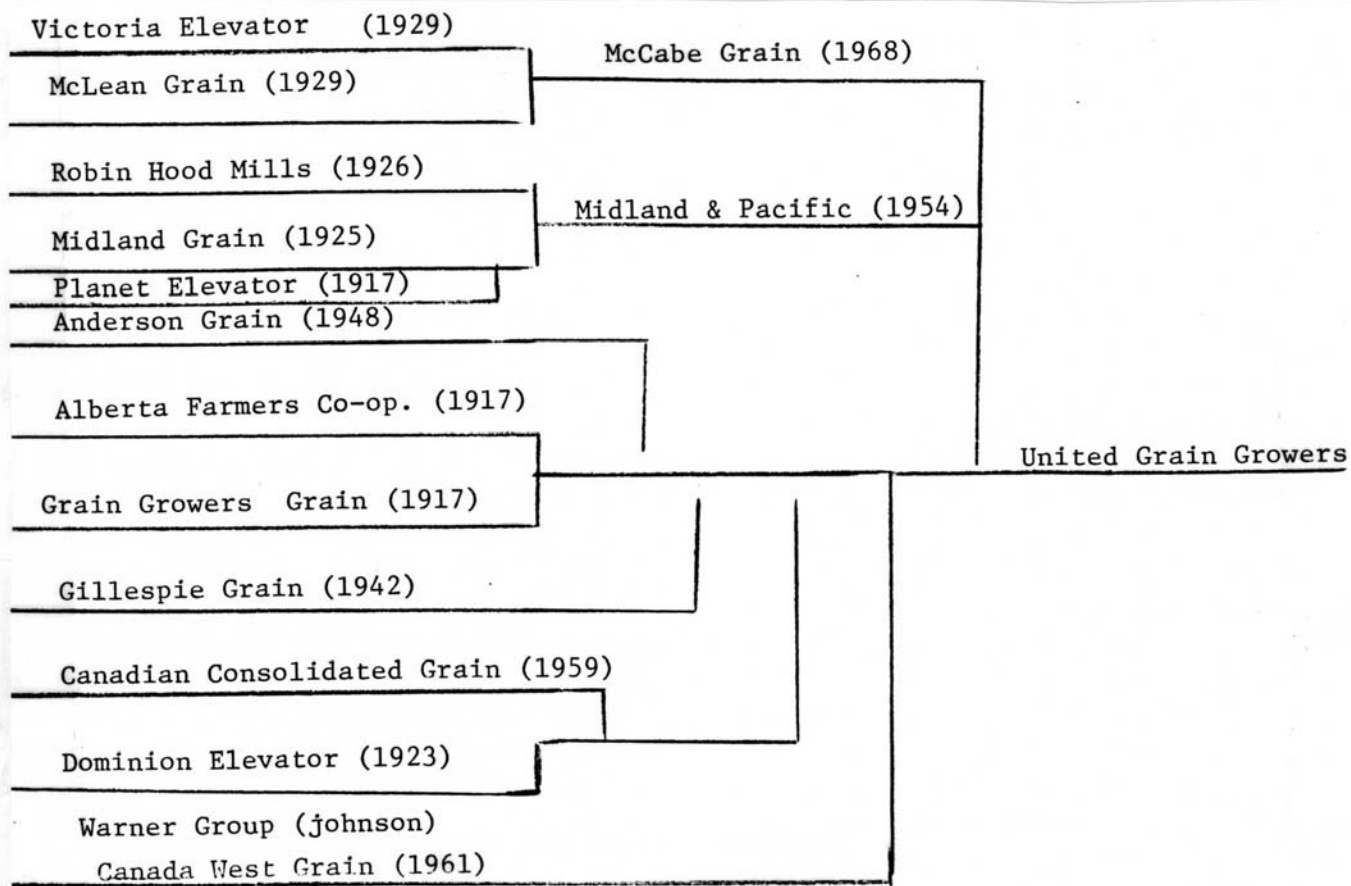 Victoria Elevator (1929)
McCabe Grain (1968)
McLean Grain (1929)
Robin Hood Mills (1926)
Midland & Pacific (1954)
Midland Grain (1925)
Planet Elevator (1917)
Anderson Grain (1948)
Alberta Farmers Co-op. (1917)
United Grain Growers
Grain Growers Grain (1917)
Gillespie Grain (1942)
Canadian Consolidated Grain (1959)
Dominion Elevator (1923)
Warner Group (johnson)
Canada West Grain (1961)